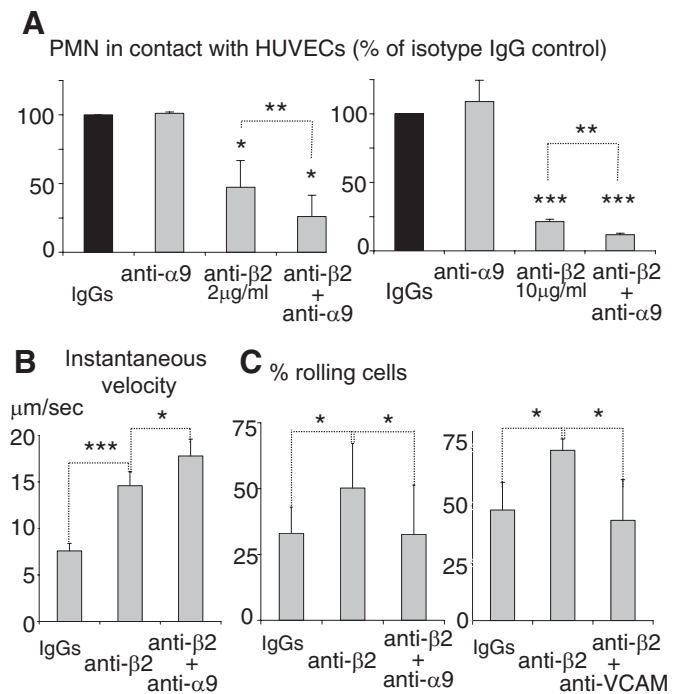 A
PMN in contact with HUVECs (% of isotype IgG control)
100
50
0
**
*
*
IgGs
anti-α9
anti-β2
2μg/ml
anti-β2
+
anti-α9
100
50
0
**
***
***
IgGs
anti-α9
anti-β2
10μg/ml
anti-β2
+
anti-α9
B
Instantaneous
velocity
μm/sec
20
15
10
5
0
***
*
IgGs
anti-β2
anti-β2
+
anti-α9
C
% rolling cells
75
50
25
0
*
*
IgGs
anti-β2
anti-β2
+
anti-α9
75
50
25
0
*
*
IgGs
anti-β2
anti-β2
+
anti-VCAM